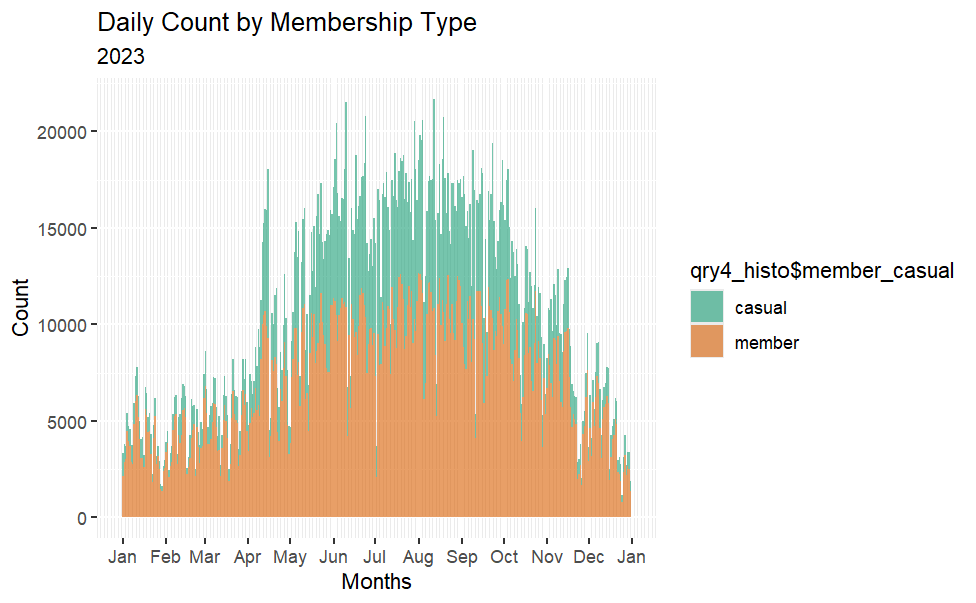 Daily Count by Membership Type
2023
20000
15000
10000
5000
0
Count
Jan Feb Mar Apr May Jun Jul Aug Sep Oct Nov Dec Jan
Months
qry4_histo$member_casual
casual
member